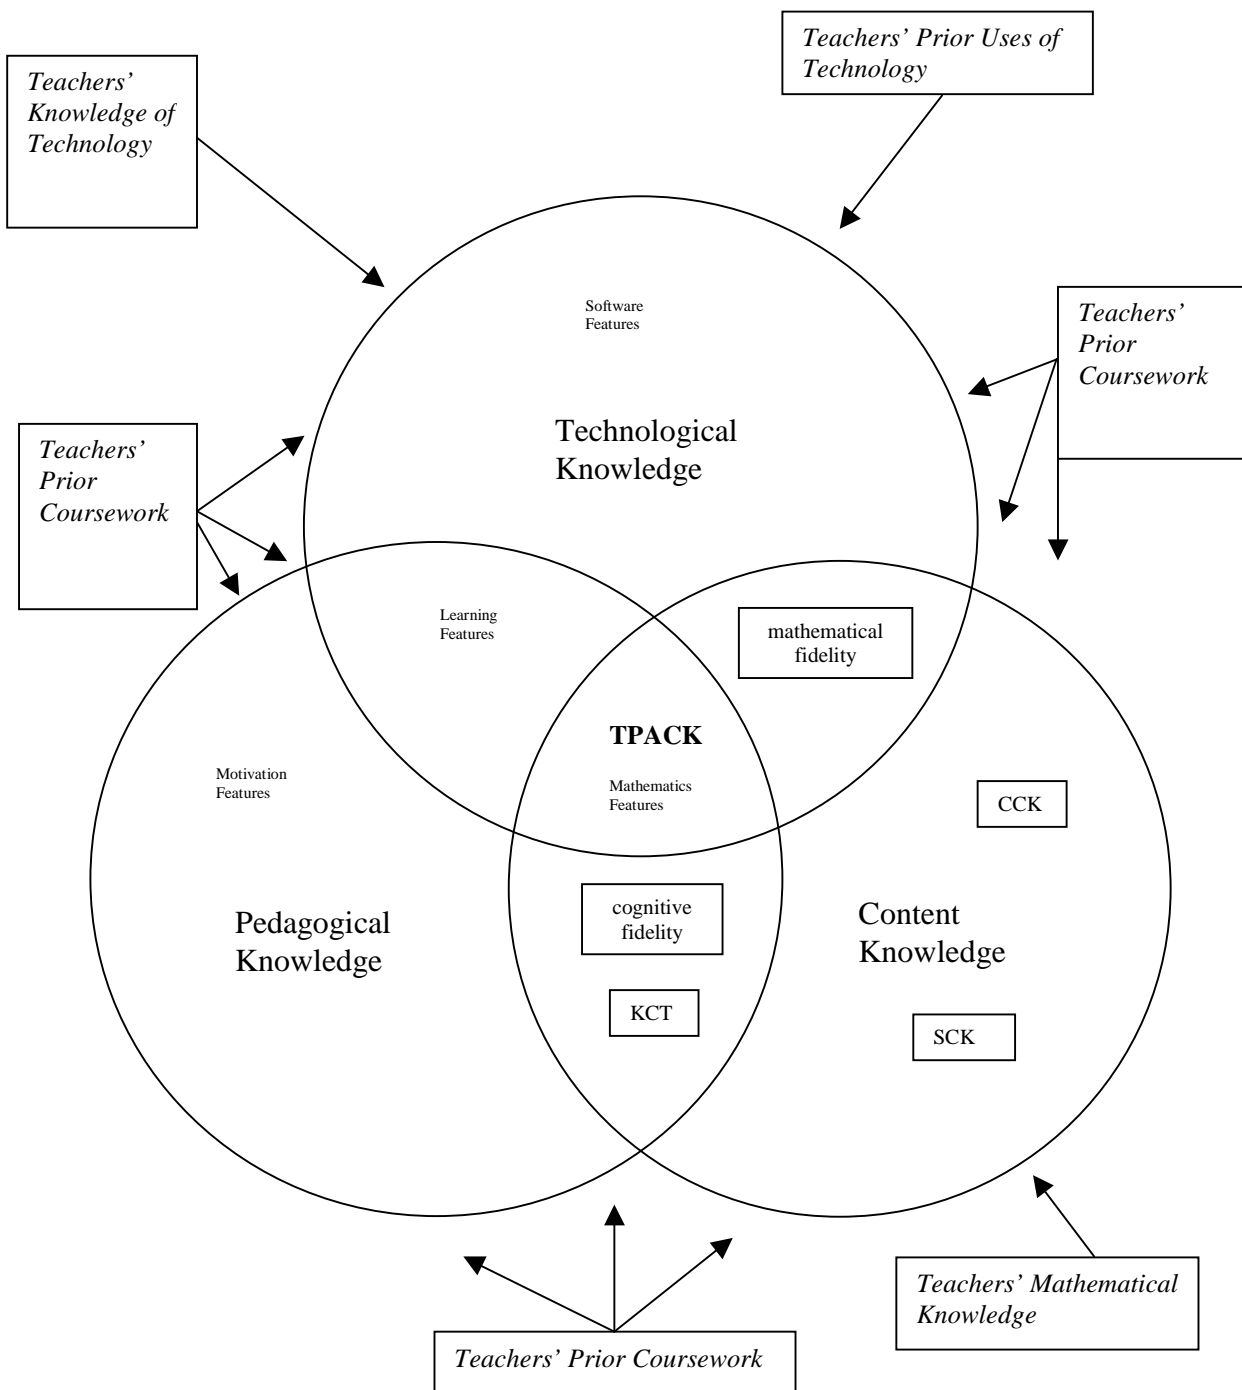 Teachers’ Prior Uses of
Technology
Teachers’
Knowledge of
Technology
Software
Features
Teachers’
Prior
Coursework
Technological
Knowledge
Teachers’
Prior
Coursework
Learning
Features
mathematical
fidelity
TPACK
Motivation
Features
Mathematics
Features
CCK
cognitive
fidelity
Content
Knowledge
Pedagogical
Knowledge
KCT
SCK
Teachers’ Mathematical
Knowledge
Teachers’ Prior Coursework